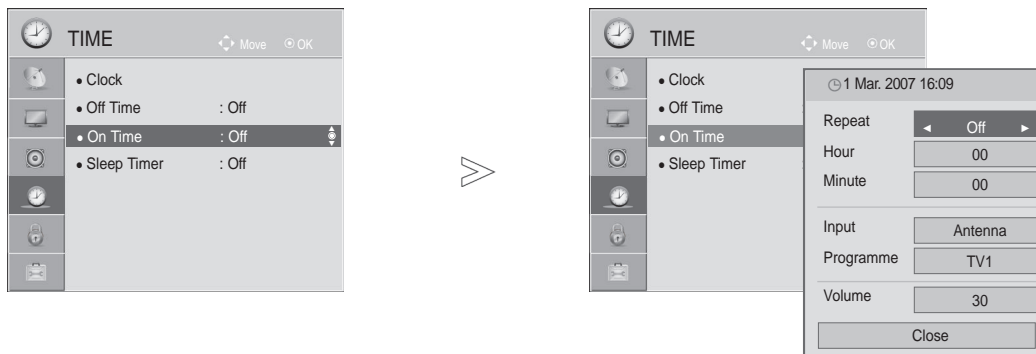 TIME
Move OK
• Clock
• Off Time : Off
• On Time : Off
• Sleep Timer : Off
TIME
Move OK
• Clock
• Off Time
• On Time
• Sleep Timer :
1 Mar. 2007 16:09
Repeat ◄ Off ►
Hour 00
Minute 00
Input Antenna
Programme TV1
Volume 30
Close